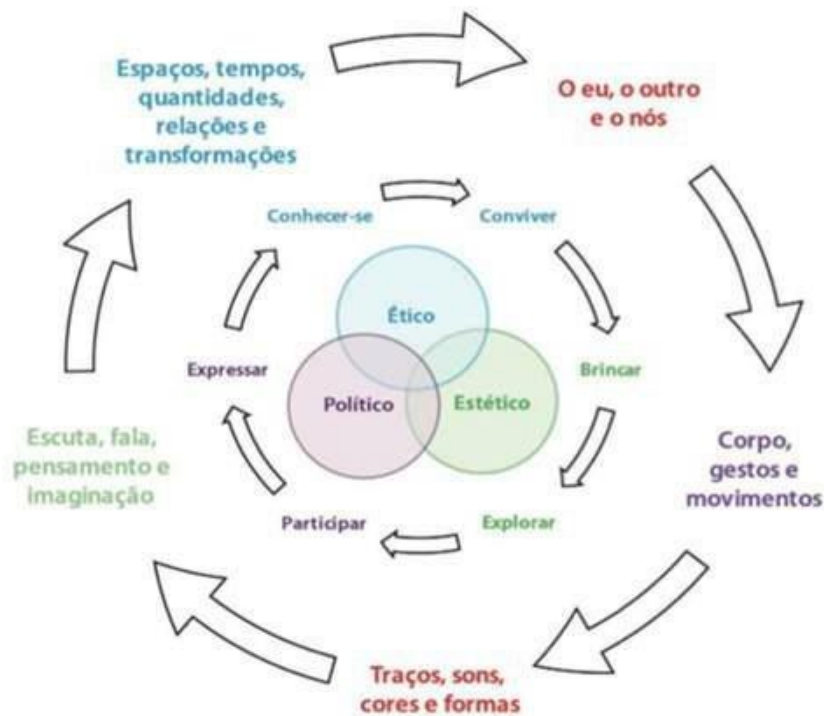 Espaços, tempos,
quantidades,
relações e
transformações
O eu, o outro
e o nós
Conhecer-se
Conviver
Ético
Expressar
Brincar
Político
Estético
Escuta, fala,
pensamento e
imaginação
Corpo,
gestos e
movimentos
Participar
Explorar
Traços, sons,
cores e formas